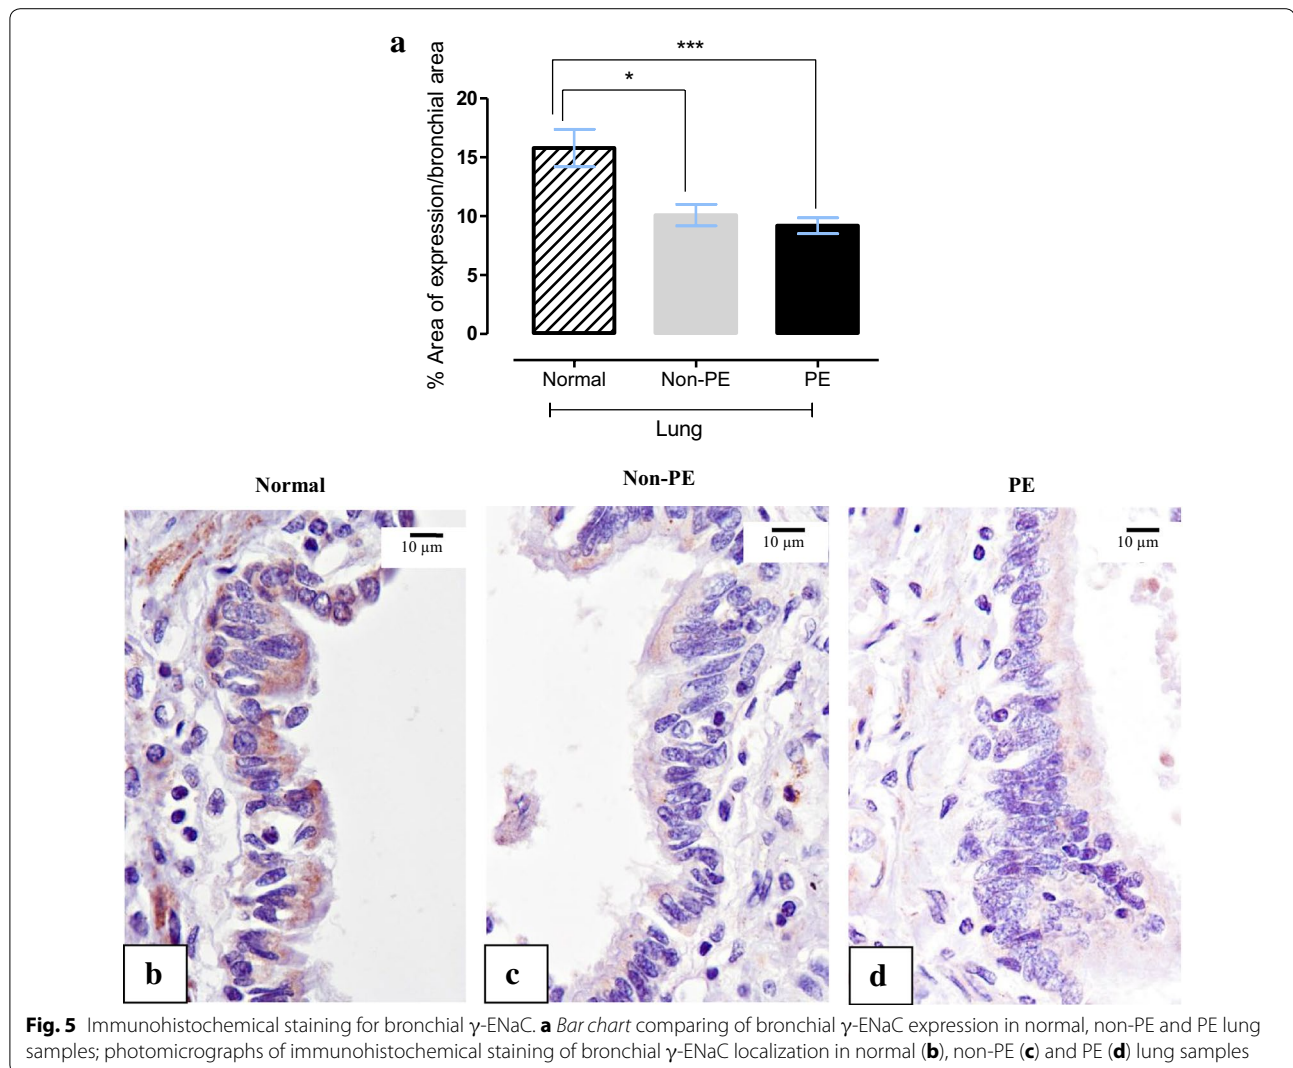 a
***
*
% Area of expression/bronchial area
20
15
10
5
0
Normal Non-PE PE
Lung
Normal Non-PE PE
10 μm 10 μm 10 μm
b c d
Fig. 5 Immunohistochemical staining for bronchial γ-ENaC. a Bar chart comparing of bronchial γ-ENaC expression in normal, non-PE and PE lung
samples; photomicrographs of immunohistochemical staining of bronchial γ-ENaC localization in normal (b), non-PE (c) and PE (d) lung samples